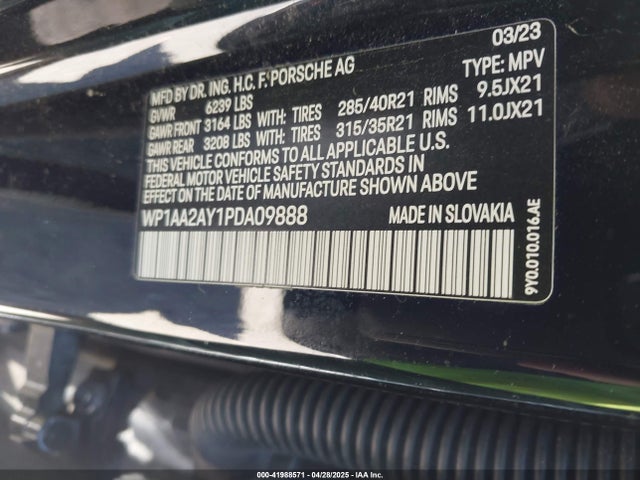 03/23
MFD BY DR. ING. H.C. F. PORSCHE AG TYPE: MPV
GVWR 6239 LBS
GAWR FRONT 3164 LBS WITH TIRES 285/40R21 RIMS 9.5JX21
GAWR REAR 3208 LBS WITH TIRES 315/35R21 RIMS 11.0JX21
THIS VEHICLE CONFORMS TO ALL APPLICABLE U.S.
FEDERAL MOTOR VEHICLE SAFETY STANDARDS IN
EFFECT ON THE DATE OF MANUFACTURE SHOWN ABOVE.
WP1AA2AY1PDA09888 MADE IN SLOVAKIA
9Y0.010.016.AE
000-41988571 | 04/28/2025 | IAA Inc.